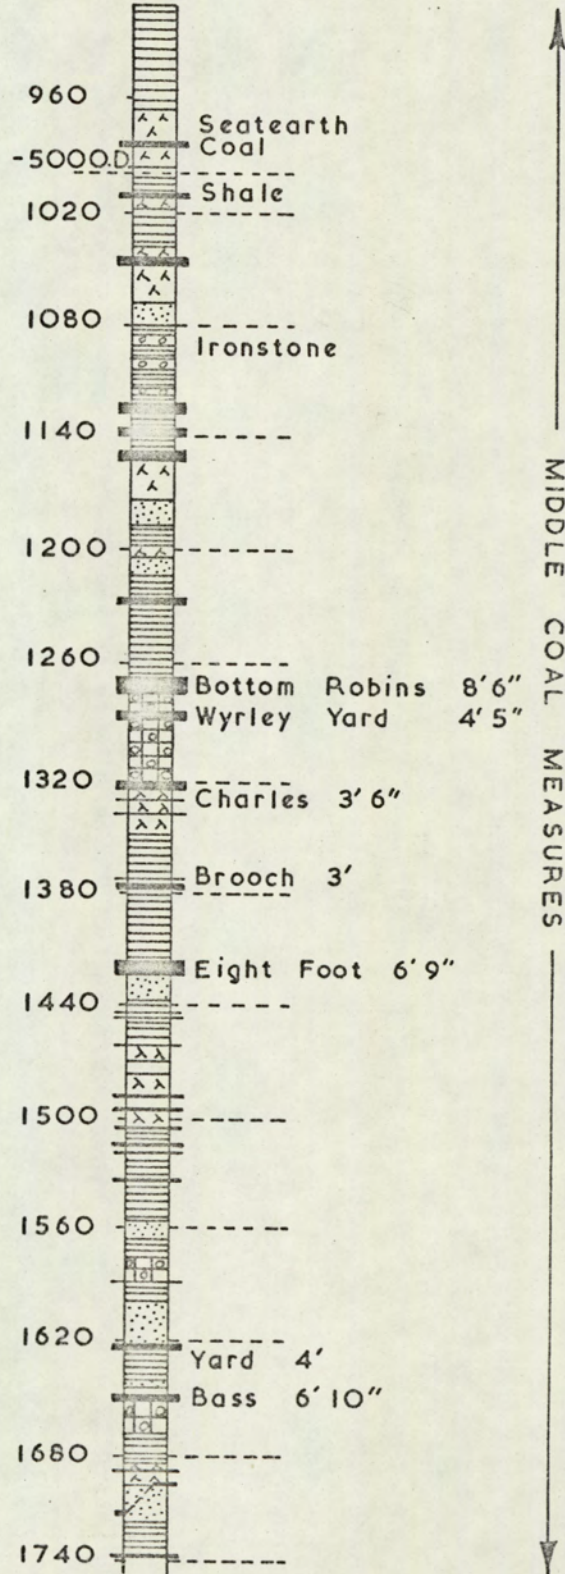 960
Seatearth
Coal
-5000.D.
Shale
1020
1080
Ironstone
1140
1200
1260
Bottom Robins 8'6"
Wyrley Yard 4'5"
1320
Charles 3'6"
Brooch 3'
1380
Eight Foot 6'9"
1440
1500
1560
1620
Yard 4'
Bass 6'10"
1680
1740
MIDDLE COAL MEASURES